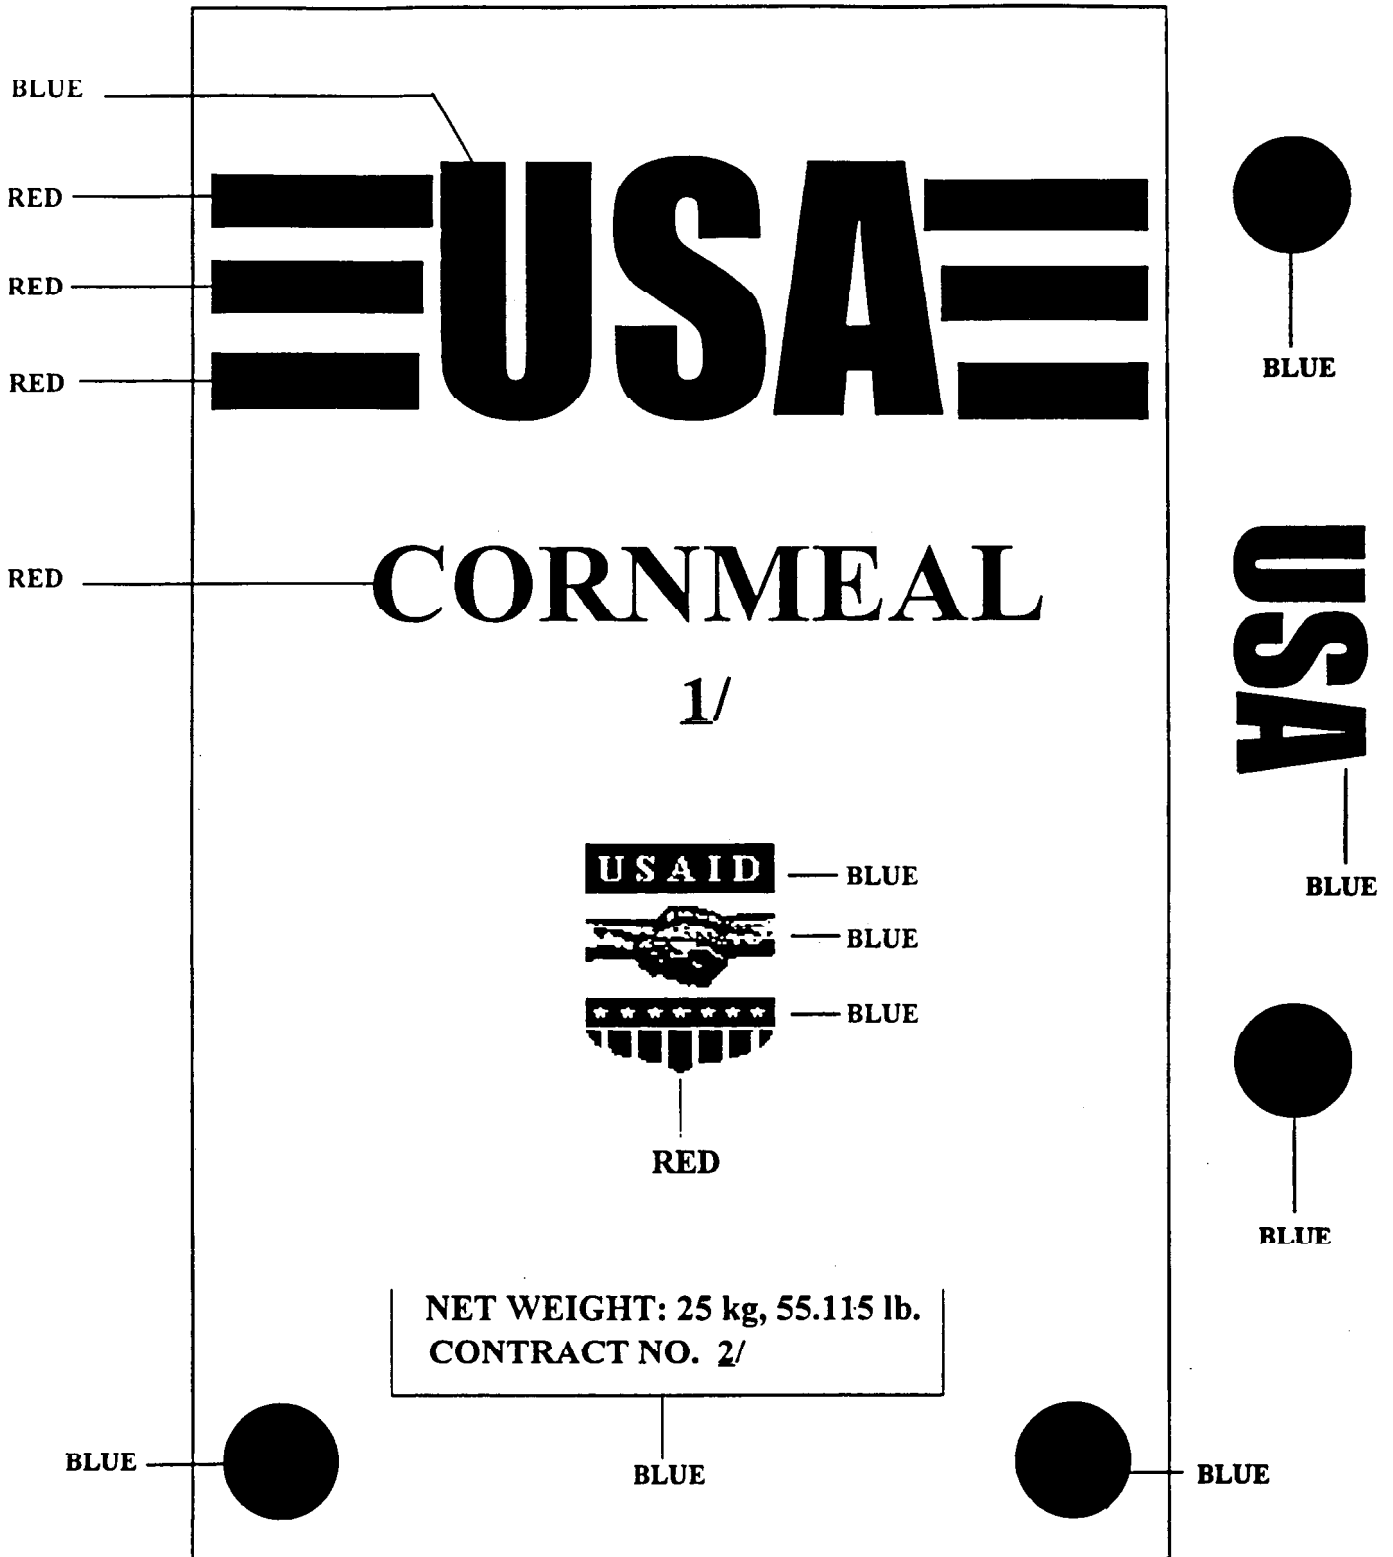 BLUE
USA
RED
RED
RED
BLUE
RED
CORNMEAL
1/
USA
BLUE
USAID
BLUE
BLUE
BLUE
RED
BLUE
NET WEIGHT: 25 kg, 55.115 lb.
CONTRACT NO. 2/
BLUE
BLUE
BLUE